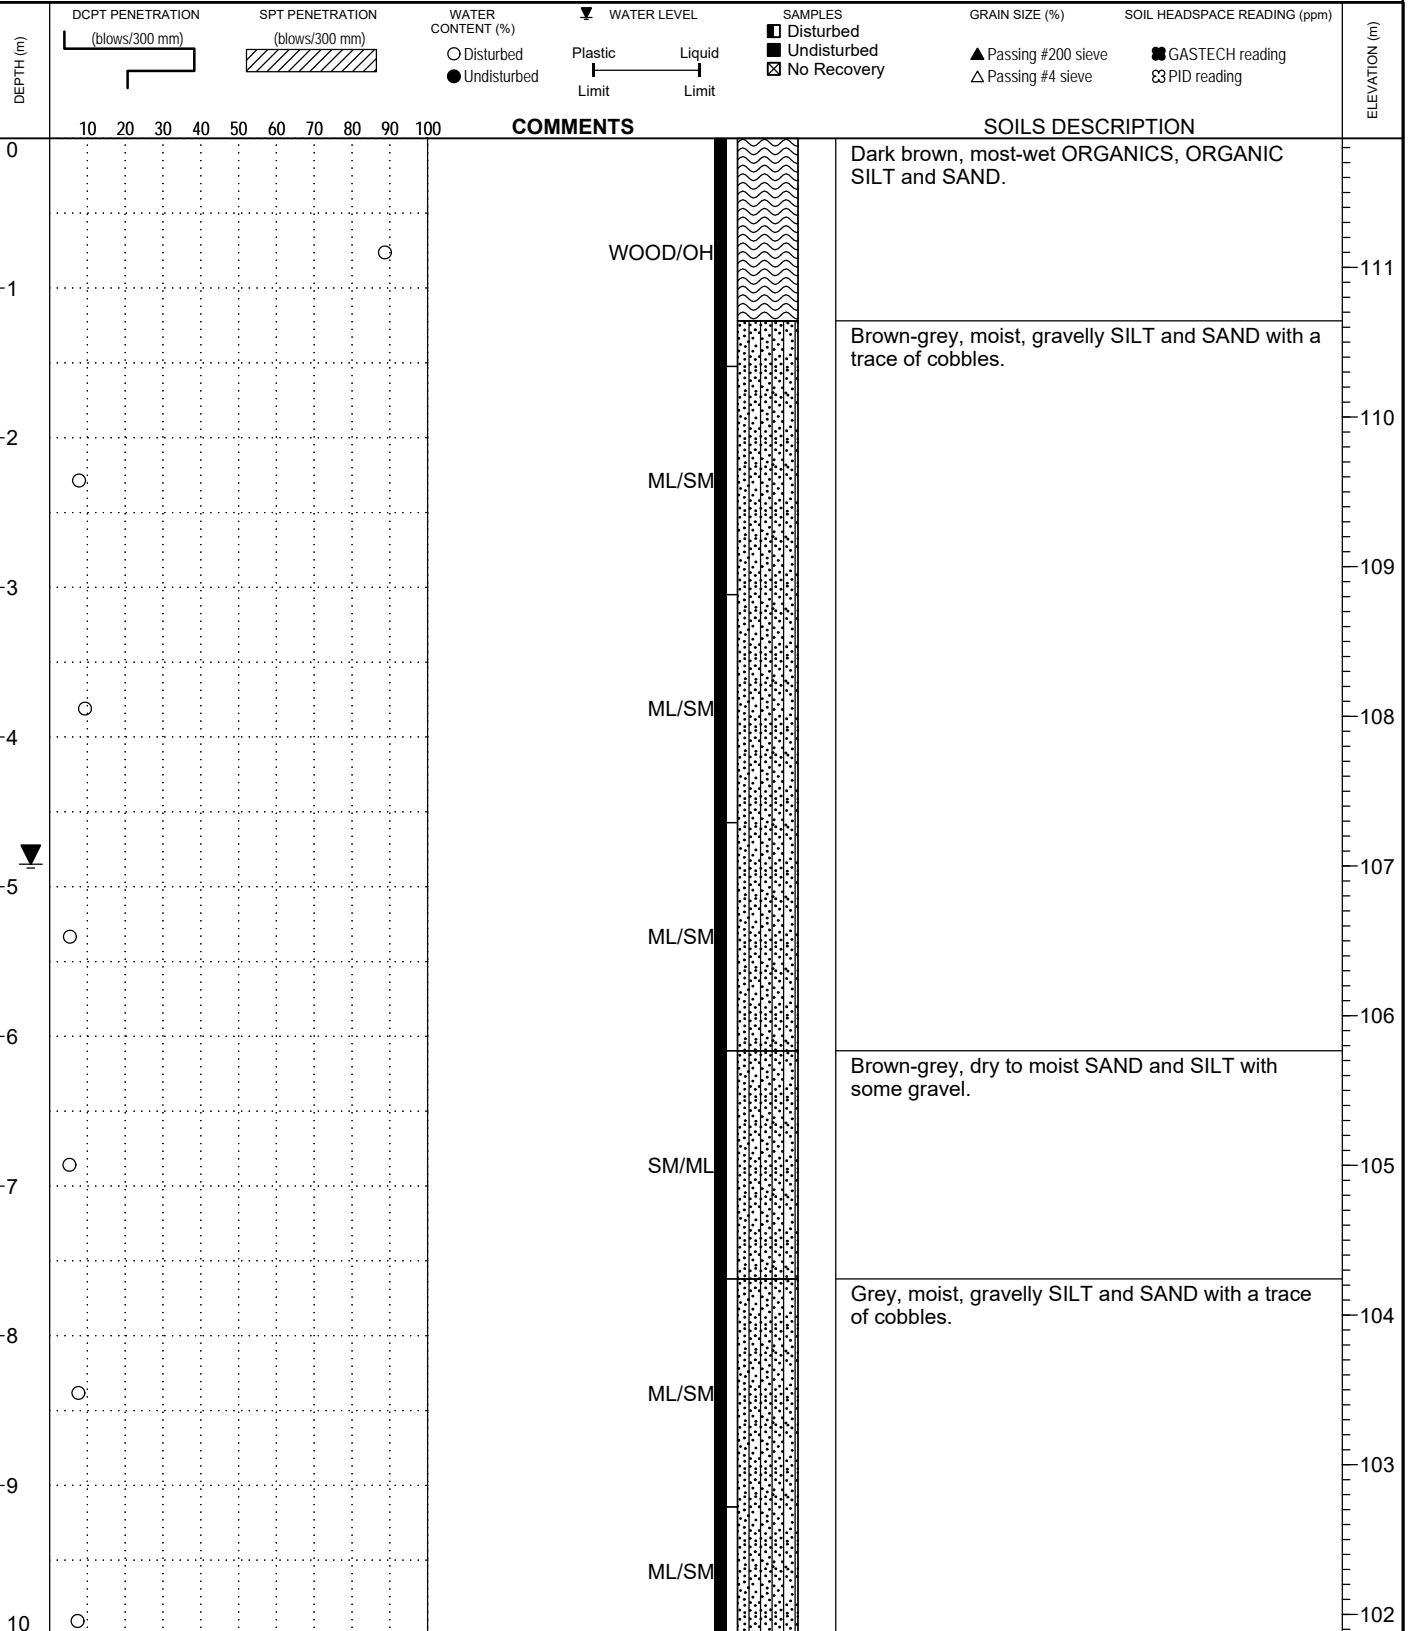 DCPT PENETRATION
(blows/300 mm)
SPT PENETRATION
(blows/300 mm)
WATER
CONTENT (%)
Disturbed
Undisturbed
WATER LEVEL
Plastic Liquid
Limit Limit
SAMPLES
Disturbed
Undisturbed
No Recovery
GRAIN SIZE (%)
Passing #200 sieve
Passing #4 sieve
SOIL HEADSPACE READING (ppm)
GASTECH reading
PID reading
DEPTH (m)
ELEVATION (m)
10 20 30 40 50 60 70 80 90 100
COMMENTS
SOILS DESCRIPTION
0
Dark brown, most-wet ORGANICS, ORGANIC
SILT and SAND.
WOOD/OH
111
1
Brown-grey, moist, gravelly SILT and SAND with a
trace of cobbles.
110
2
ML/SM
109
3
ML/SM
108
4
107
5
ML/SM
106
6
Brown-grey, dry to moist SAND and SILT with
some gravel.
SM/ML
105
7
Grey, moist, gravelly SILT and SAND with a trace
of cobbles.
104
8
ML/SM
103
9
ML/SM
102
10